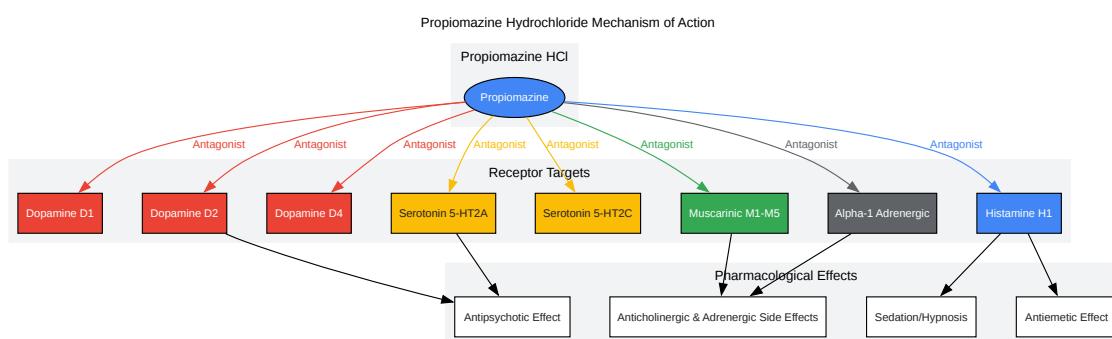 Propiomazine Hydrochloride Mechanism of Action
Propiomazine HCl
Propiomazine
Antagonist
Antagonist
Antagonist
Antagonist
Antagonist
Antagonist
Antagonist
Antagonist
Receptor Targets
Dopamine D1
Dopamine D2
Dopamine D4
Serotonin 5-HT2A
Serotonin 5-HT2C
Muscarinic M1-M5
Alpha-1 Adrenergic
Histamine H1
Pharmacological Effects
Antipsychotic Effect
Anticholinergic & Adrenergic Side Effects
Sedation/Hypnosis
Antiemetic Effect